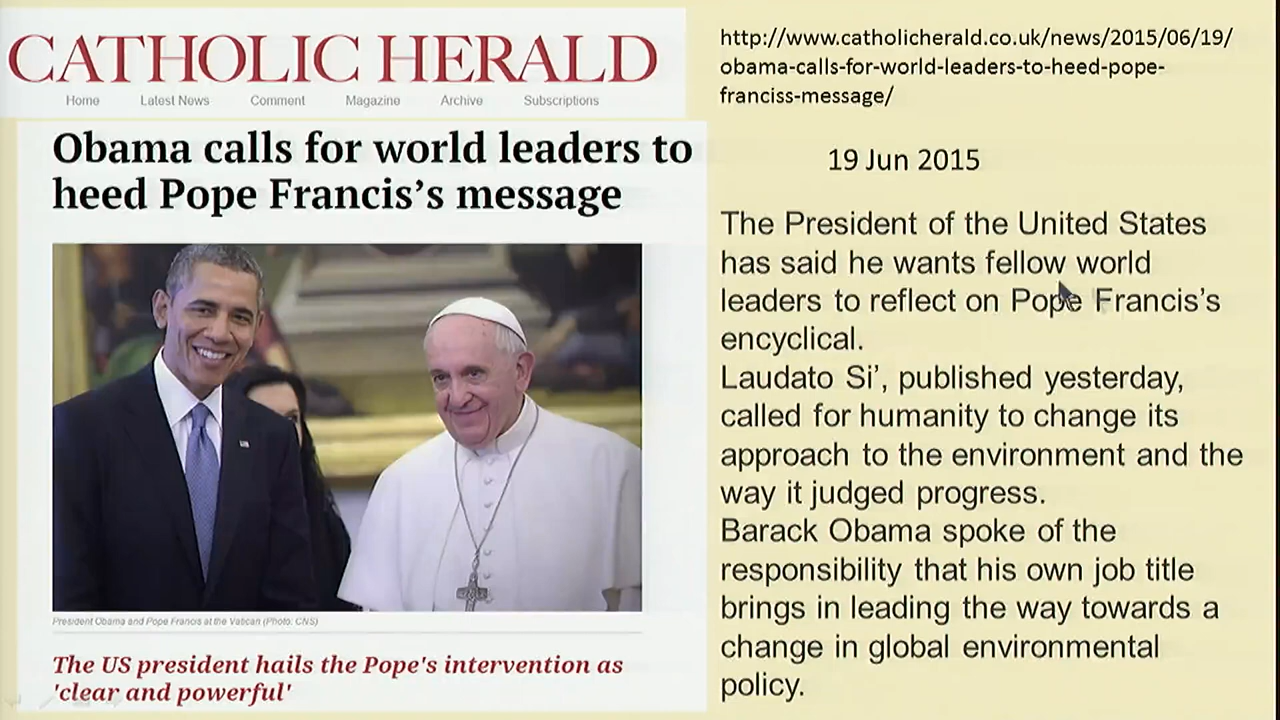 CATHOLIC HERALD
Home Latest News Comment Magazine Archive Subscriptions
Obama calls for world leaders to
heed Pope Francis’s message
President Obama and Pope Francis at the Vatican (Photo: CNS)
The US president hails the Pope's intervention as
'clear and powerful'
http://www.catholicherald.co.uk/news/2015/06/19/
obama-calls-for-world-leaders-to-heed-pope-
franciss-message/
19 Jun 2015
The President of the United States
has said he wants fellow world
leaders to reflect on Pope Francis’s
encyclical.
Laudato Si’, published yesterday,
called for humanity to change its
approach to the environment and the
way it judged progress.
Barack Obama spoke of the
responsibility that his own job title
brings in leading the way towards a
change in global environmental
policy.